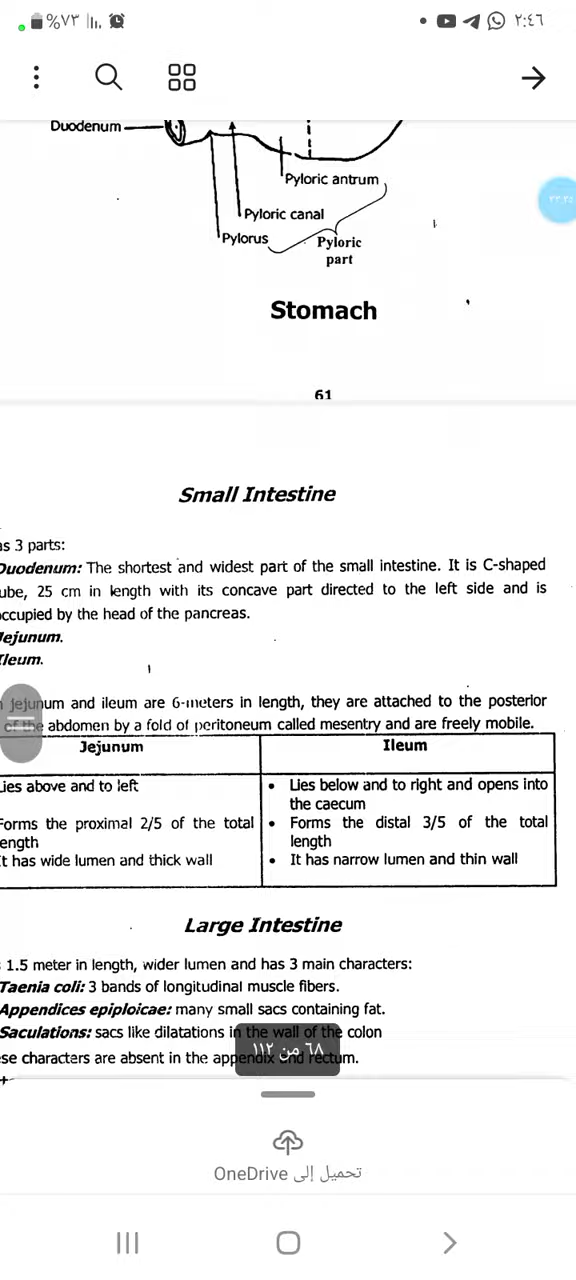 %٧٣
٢:٤٦
Duodenum
Pyloric antrum
٢٢:٢٥
Pyloric canal
Pylorus
Pyloric
part
Stomach
61
Small Intestine
as 3 parts:
Duodenum: The shortest and widest part of the small intestine. It is C-shaped
ube, 25 cm in length with its concave part directed to the left side and is
occupied by the head of the pancreas.
Jejunum.
Ileum.
jejunum and ileum are 6-meters in length, they are attached to the posterior
of the abdomen by a fold of peritoneum called mesentry and are freely mobile.
Jejunum
Ileum
Lies above and to left
• Lies below and to right and opens into
the caecum
Forms the proximal 2/5 of the total
ength
• Forms the distal 3/5 of the total
length
It has wide lumen and thick wall
• It has narrow lumen and thin wall
Large Intestine
1.5 meter in length, wider lumen and has 3 main characters:
Taenia coli: 3 bands of longitudinal muscle fibers.
Appendices epiploicae: many small sacs containing fat.
Saculations: sacs like dilatations in the wall of the colon
se characters are absent in the appendix and rectum.
٦٨ من ١١٢
تحميل إلى OneDrive